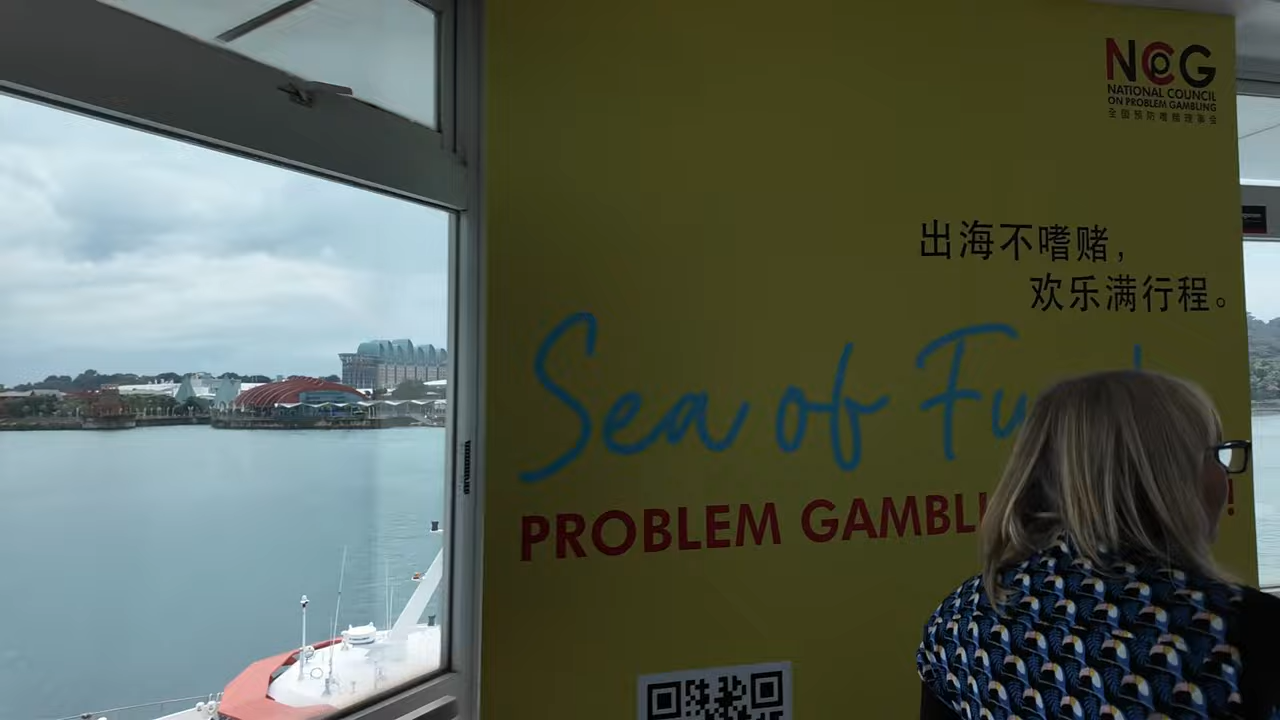 NCPG
NATIONAL COUNCIL
ON PROBLEM GAMBLING
全国预防嗜赌理事会
出海不嗜赌，
欢乐满行程。
Sea of Fu
PROBLEM GAMBLI !